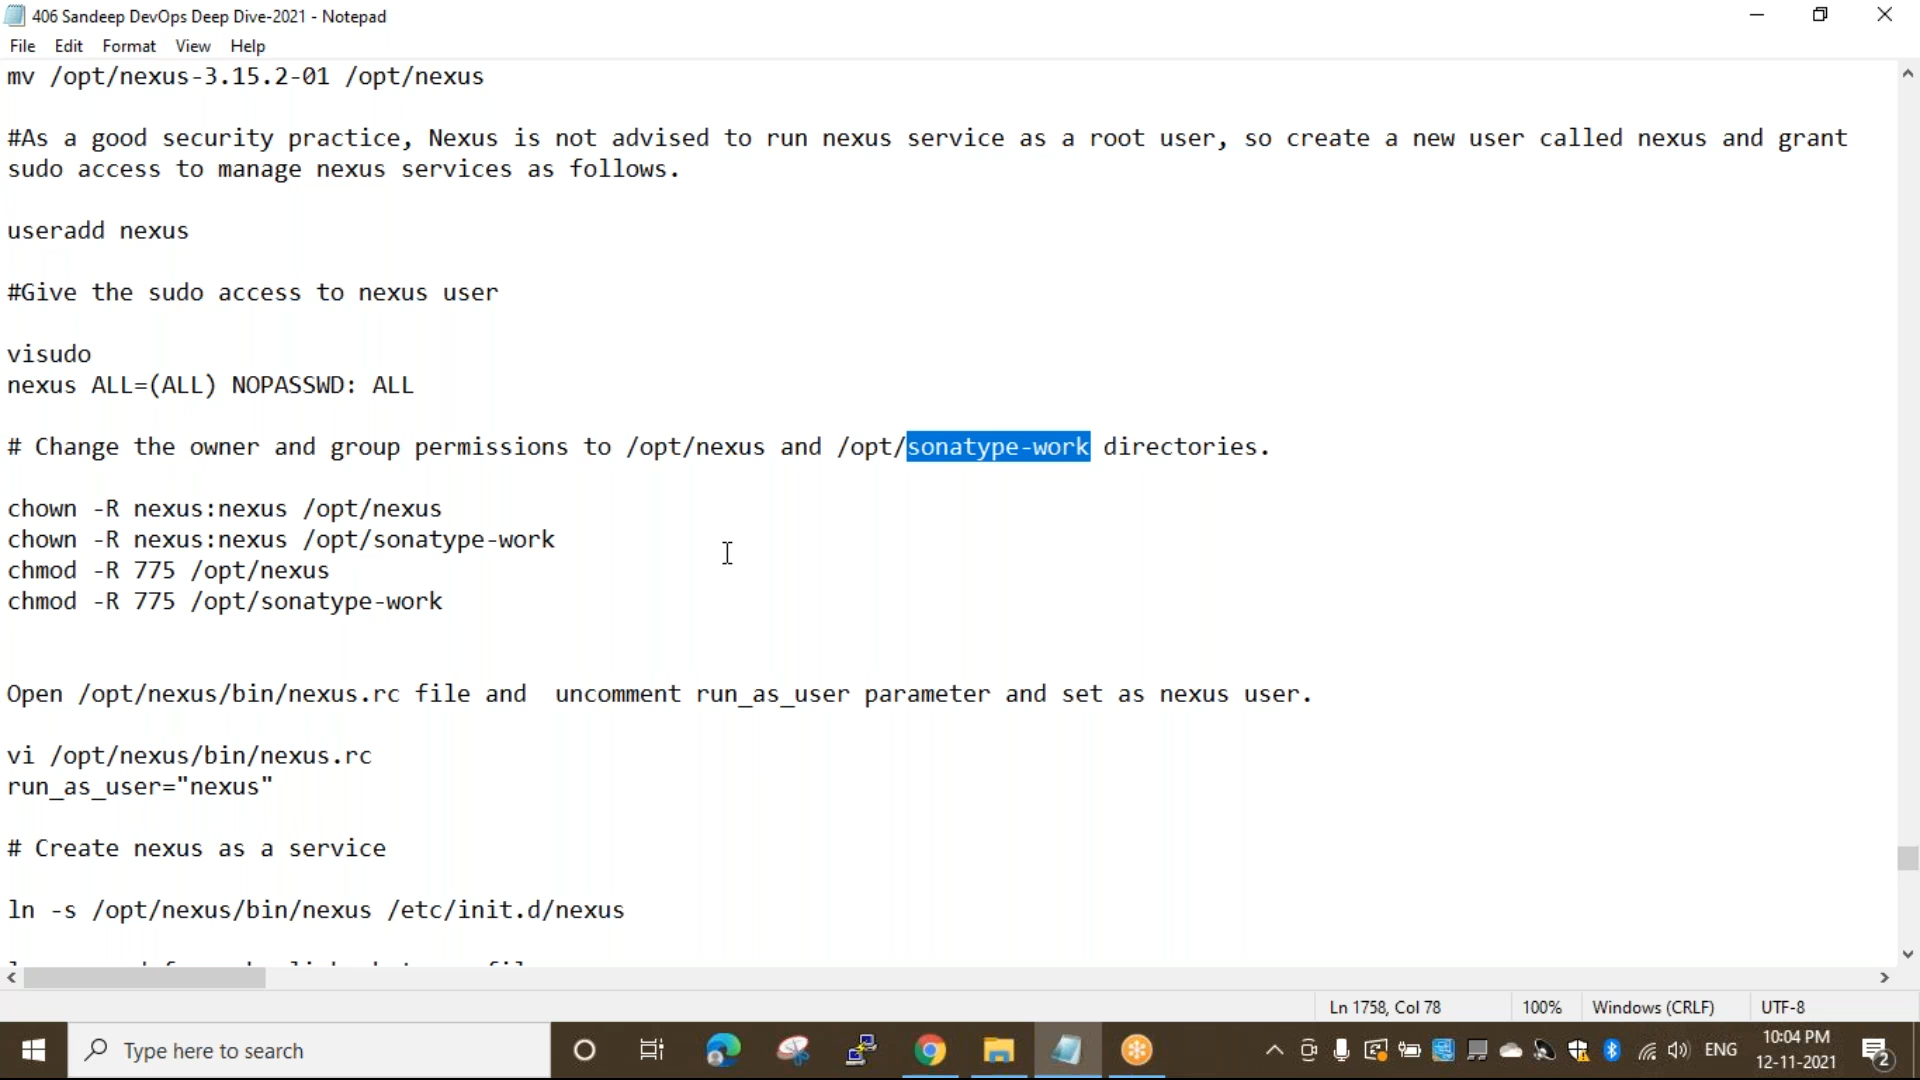 406 Sandeep DevOps Deep Dive-2021 - Notepad
File Edit Format View Help
mv /opt/nexus-3.15.2-01 /opt/nexus
#As a good security practice, Nexus is not advised to run nexus service as a root user, so create a new user called nexus and grant
sudo access to manage nexus services as follows.
useradd nexus
#Give the sudo access to nexus user
visudo
nexus ALL=(ALL) NOPASSWD: ALL
# Change the owner and group permissions to /opt/nexus and /opt/sonatype-work directories.
chown -R nexus:nexus /opt/nexus
chown -R nexus:nexus /opt/sonatype-work
chmod -R 775 /opt/nexus
chmod -R 775 /opt/sonatype-work
Open /opt/nexus/bin/nexus.rc file and  uncomment run_as_user parameter and set as nexus user.
vi /opt/nexus/bin/nexus.rc
run_as_user="nexus"
# Create nexus as a service
ln -s /opt/nexus/bin/nexus /etc/init.d/nexus
Ln 1758, Col 78 100% Windows (CRLF) UTF-8
Type here to search
ENG
10:04 PM
12-11-2021
2